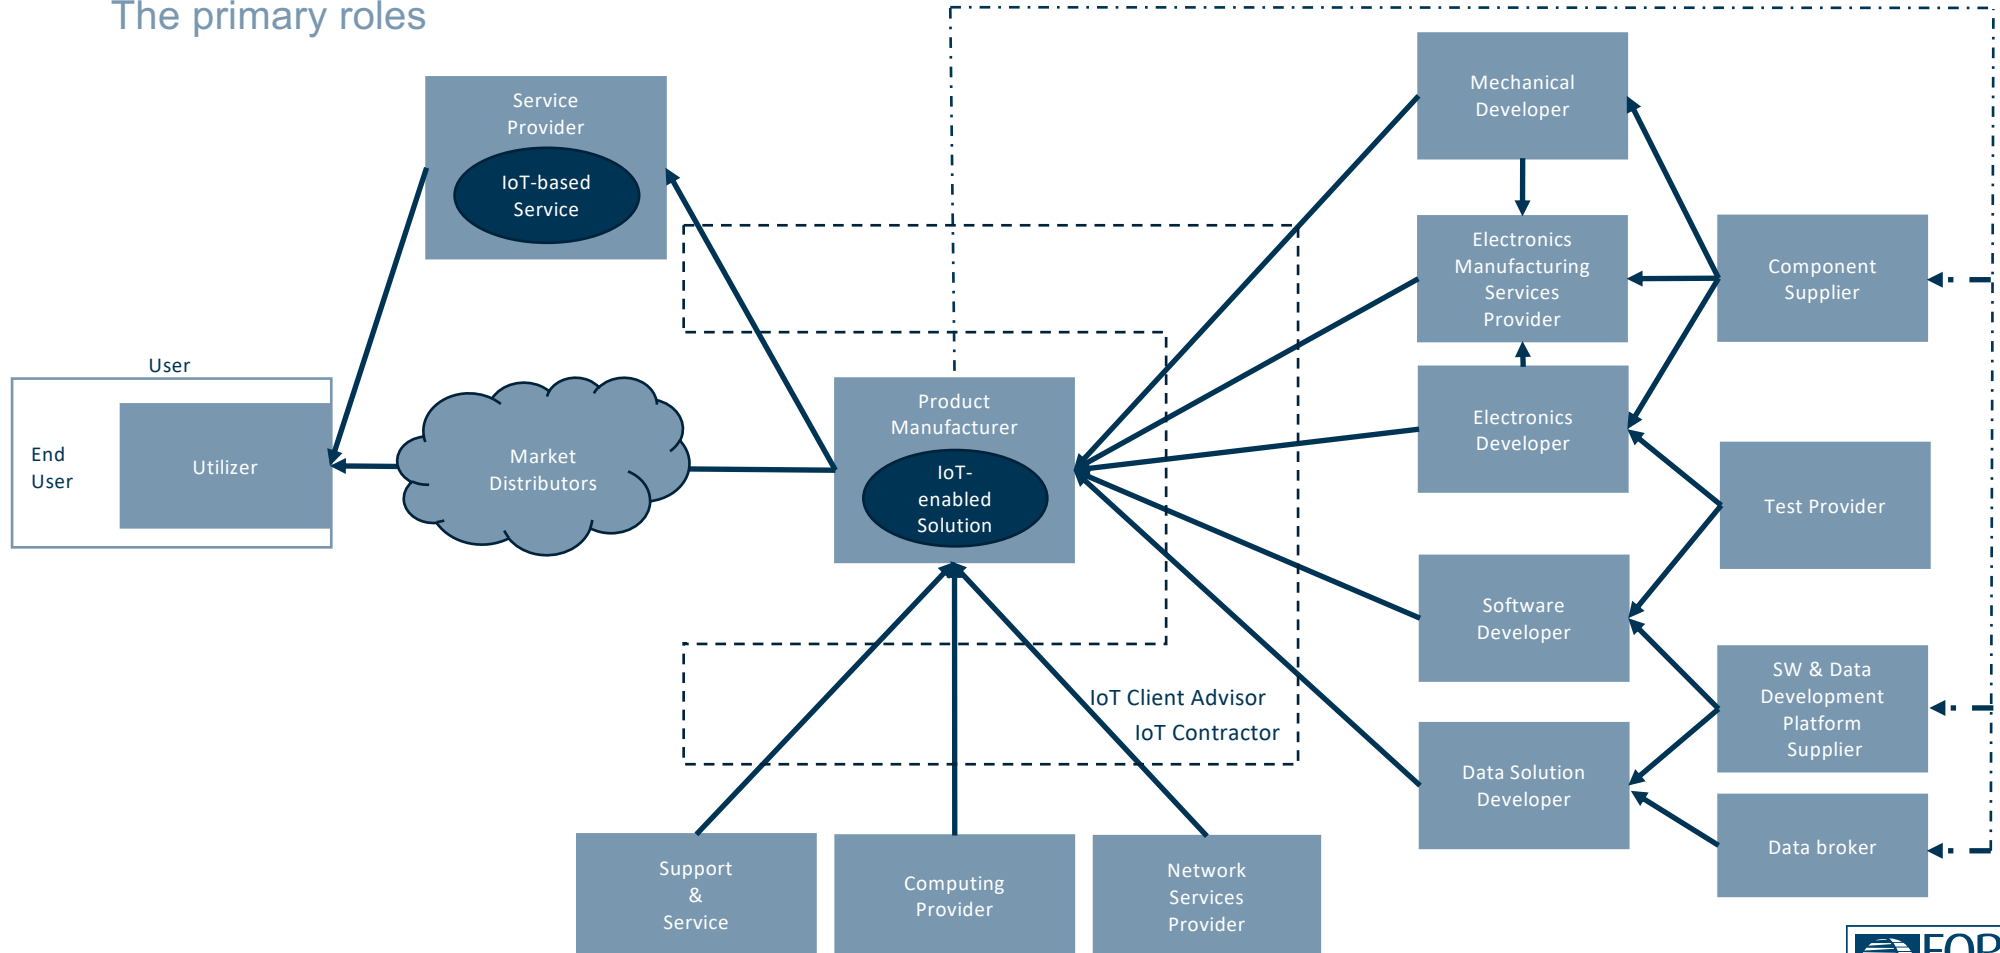 The primary roles
Service
Provider
IoT-based
Service
User
End
User
Utilizer
Market
Distributors
Product
Manufacturer
IoT-
enabled
Solution
Mechanical
Developer
Electronics
Manufacturing
Services
Provider
Electronics
Developer
Software
Developer
Data Solution
Developer
Component
Supplier
Test Provider
SW & Data
Development
Platform
Supplier
Data broker
IoT Client Advisor
IoT Contractor
Support
&
Service
Computing
Provider
Network
Services
Provider